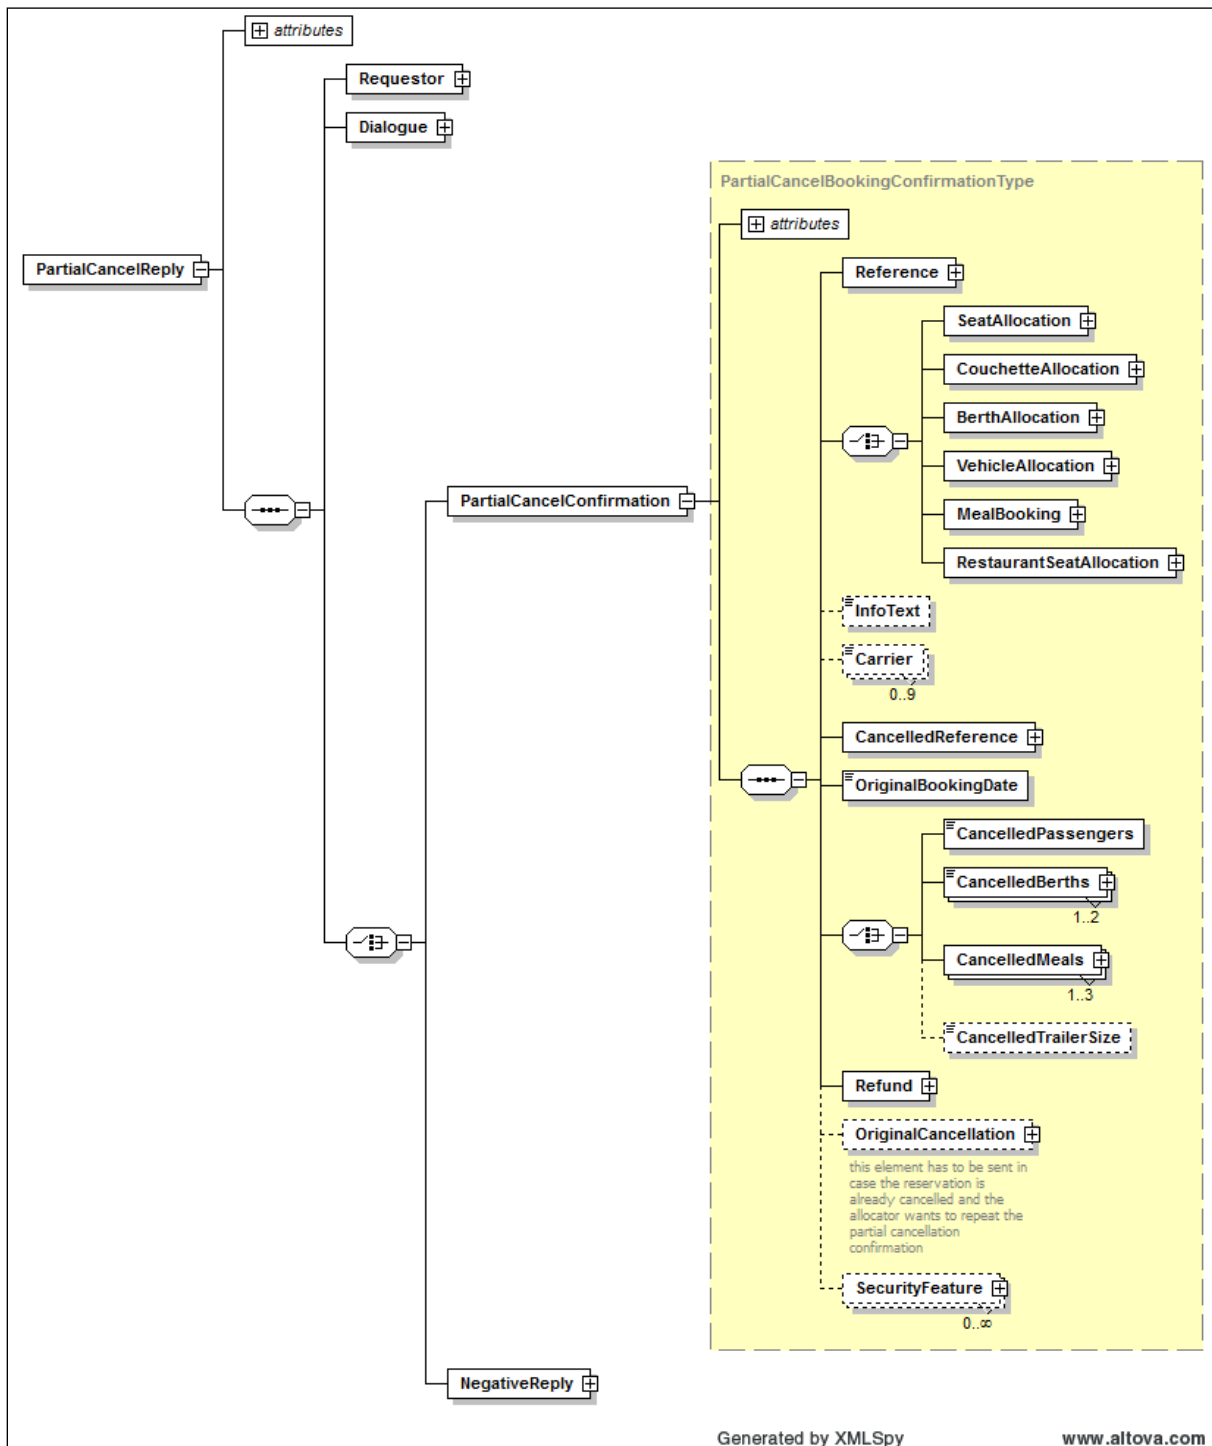 attributes
Requestor
Dialogue
PartialCancelBookingConfirmationType
attributes
PartialCancelReply
Reference
SeatAllocation
CouchetteAllocation
BerthAllocation
VehicleAllocation
PartialCancelConfirmation
MealBooking
RestaurantSeatAllocation
InfoText
Carrier
0..9
CancelledReference
OriginalBookingDate
CancelledPassengers
CancelledBerths
1..2
CancelledMeals
1..3
CancelledTrailerSize
Refund
OriginalCancellation
this element has to be sent in
case the reservation is
already cancelled and the
allocator wants to repeat the
partial cancellation
confirmation
SecurityFeature
0..∞
NegativeReply
Generated by XMLSpy
www.altova.com